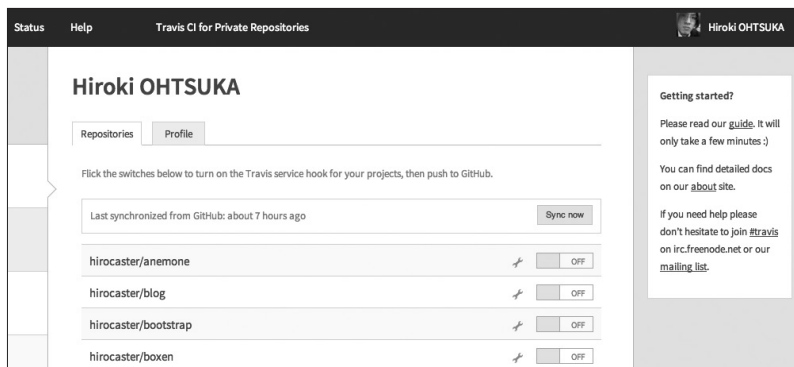 Status Help Travis CI for Private Repositories Hiroki OHTSUKA
Hiroki OHTSUKA
Repositories Profile
Flick the switches below to turn on the Travis service hook for your projects, then push to GitHub.
Last synchronized from GitHub: about 7 hours ago Sync now
hirocaster/anemone OFF
hirocaster/blog OFF
hirocaster/bootstrap OFF
hirocaster/boxen OFF
Getting started?
Please read our guide. It will
only take a few minutes :)
You can find detailed docs
on our about site.
If you need help please
don't hesitate to join #travis
on irc.freenode.net or our
mailing list.